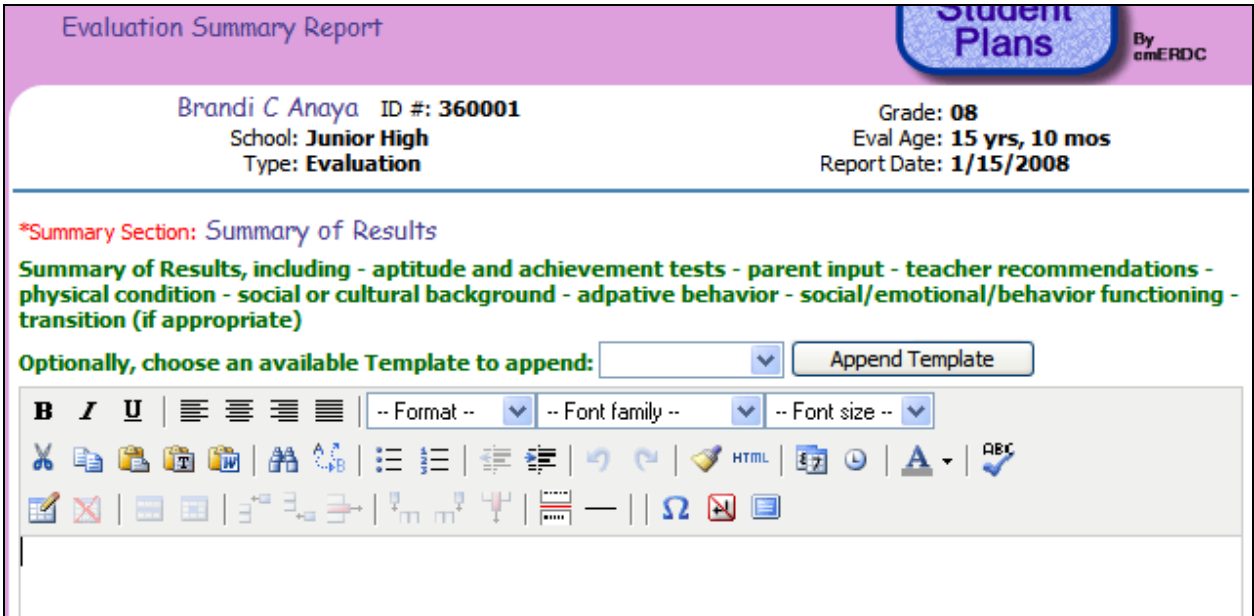 Evaluation Summary Report
Student
Plans
By
cmERDC
Brandi C Anaya ID #: 360001
School: Junior High
Type: Evaluation
Grade: 08
Eval Age: 15 yrs, 10 mos
Report Date: 1/15/2008
*Summary Section: Summary of Results
Summary of Results, including - aptitude and achievement tests - parent input - teacher recommendations -
physical condition - social or cultural background - adpative behavior - social/emotional/behavior functioning -
transition (if appropriate)
Optionally, choose an available Template to append: Append Template
B I U -- Format -- -- Font family -- -- Font size --
HTML A ABC
Ω